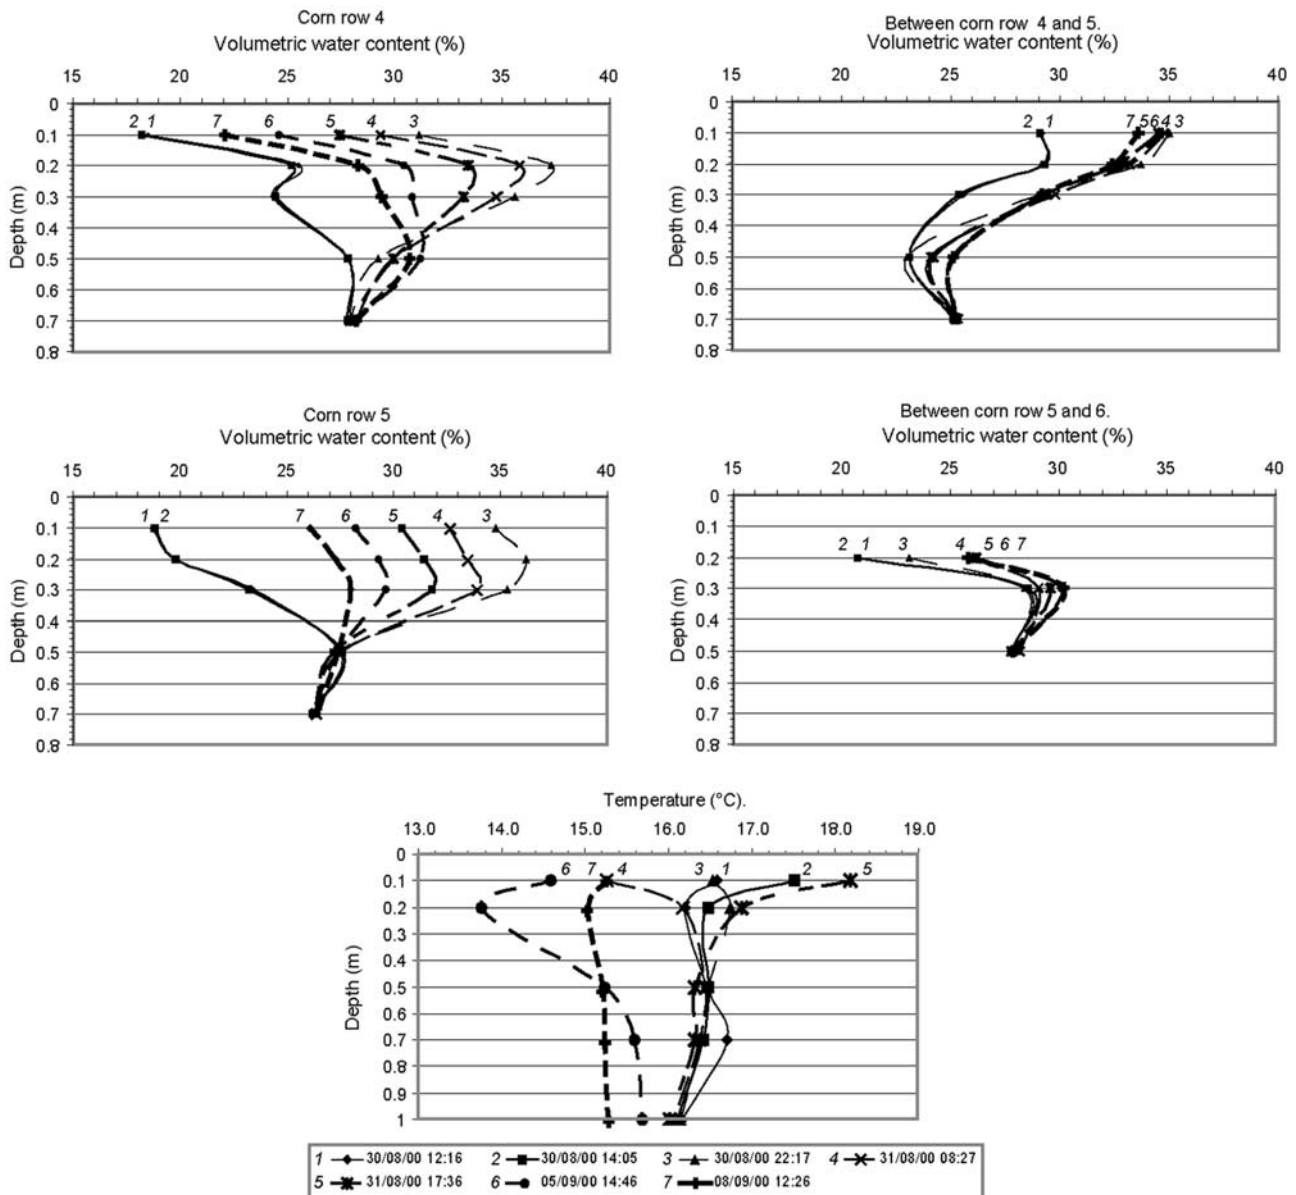 Corn row 4
Volumetric water content (%)
15 20 25 30 35 40
0
0.1
0.2
0.3
0.4
0.5
0.6
0.7
0.8
Depth (m)
2 1 7 6 5 4 3
Between corn row 4 and 5.
Volumetric water content (%)
15 20 25 30 35 40
0
0.1
0.2
0.3
0.4
0.5
0.6
0.7
0.8
Depth (m)
2 1 7 5 6 4 3
Corn row 5
Volumetric water content (%)
15 20 25 30 35 40
0
0.1
0.2
0.3
0.4
0.5
0.6
0.7
0.8
Depth (m)
1 2 7 6 5 4 3
Between corn row 5 and 6.
Volumetric water content (%)
15 20 25 30 35 40
0
0.1
0.2
0.3
0.4
0.5
0.6
0.7
0.8
Depth (m)
2 1 3 4 5 6 7
Temperature (°C).
13.0 14.0 15.0 16.0 17.0 18.0 19.0
0
0.1
0.2
0.3
0.4
0.5
0.6
0.7
0.8
0.9
1
Depth (m)
6 7 4 3 1 2 5
1 30/08/00 12:16 2 30/08/00 14:05 3 30/08/00 22:17 4 31/08/00 08:27
5 31/08/00 17:36 6 05/09/00 14:46 7 08/09/00 12:26